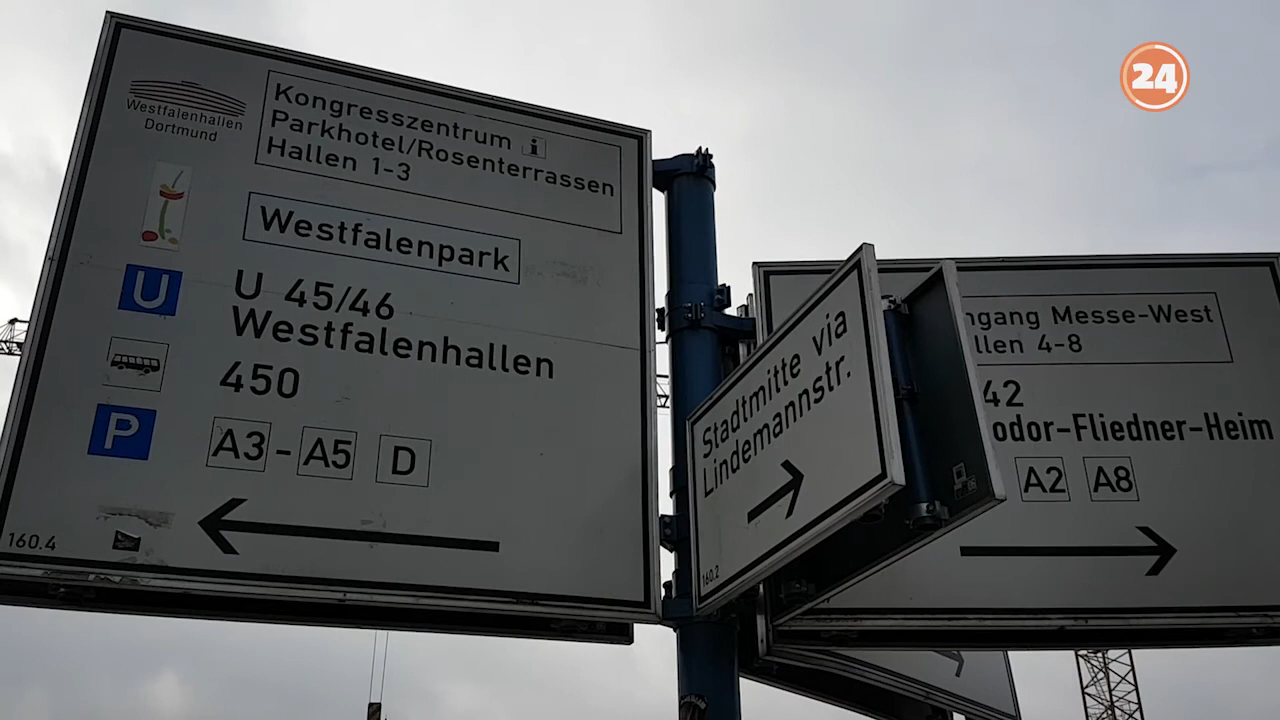 24
Westfalenhallen
Dortmund
Kongresszentrum i
Parkhotel/Rosenterrassen
Hallen 1-3
Westfalenpark
U
U 45/46
Westfalenhallen
450
P
A3 - A5 D
160.4
Stadtmitte via
Lindemannstr.
160.2
ngang Messe-West
llen 4-8
42
odor-Fliedner-Heim
A2 A8